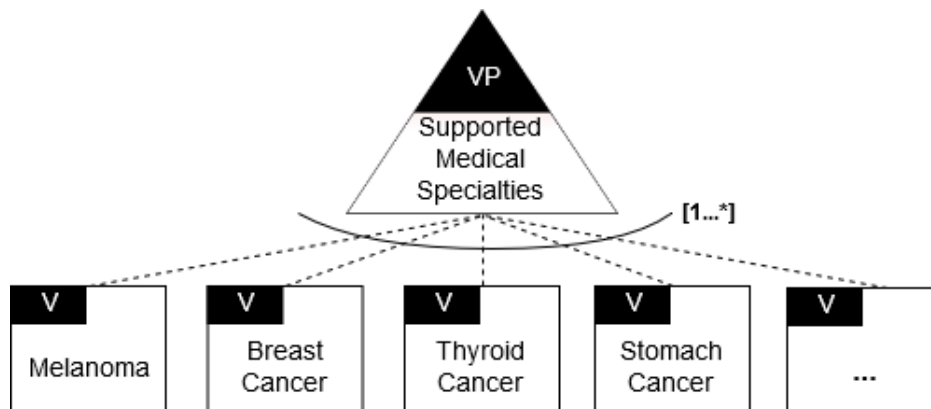 VP
Supported
Medical
Specialties
[1...*]
V
V
V
V
V
Melanoma
Breast
Cancer
Thyroid
Cancer
Stomach
Cancer
...